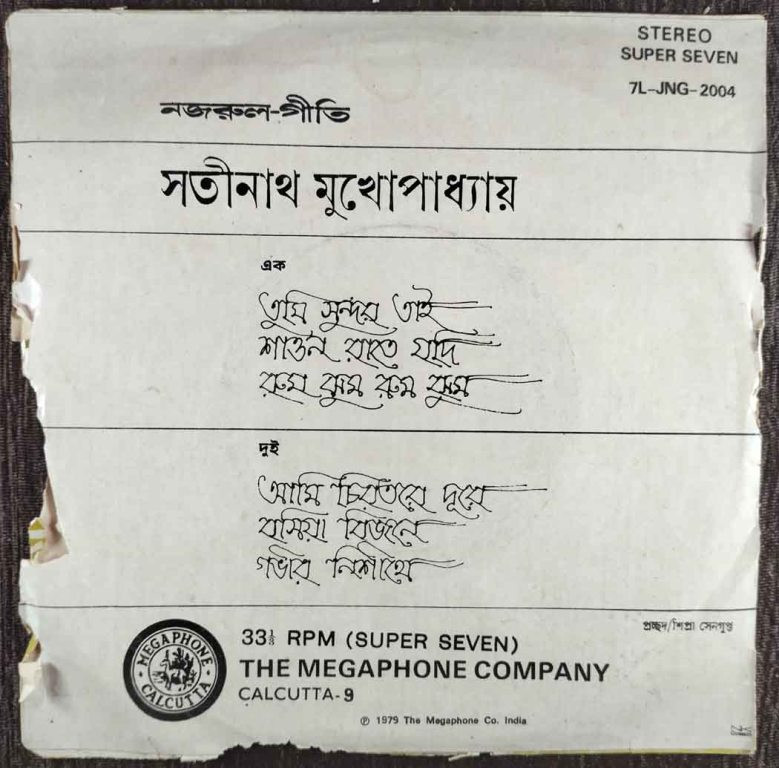 STEREO
SUPER SEVEN
7L-JNG-2004
নজরুল-গীতি
সতীনাথ মুখোপাধ্যায়
এক
তুমি সুন্দর তাই
শাওন রাতে যদি
রুম ঝুম রুম ঝুম
দুই
আমি চিরতরে দূরে
বসিয়া বিজনে
গভীর নিশীথে
প্রচ্ছদ/শিপ্রা সেনগুপ্ত
MEGAPHONE
CALCUTTA
33⅓ RPM (SUPER SEVEN)
THE MEGAPHONE COMPANY
CALCUTTA-9
℗ 1979 The Megaphone Co. India